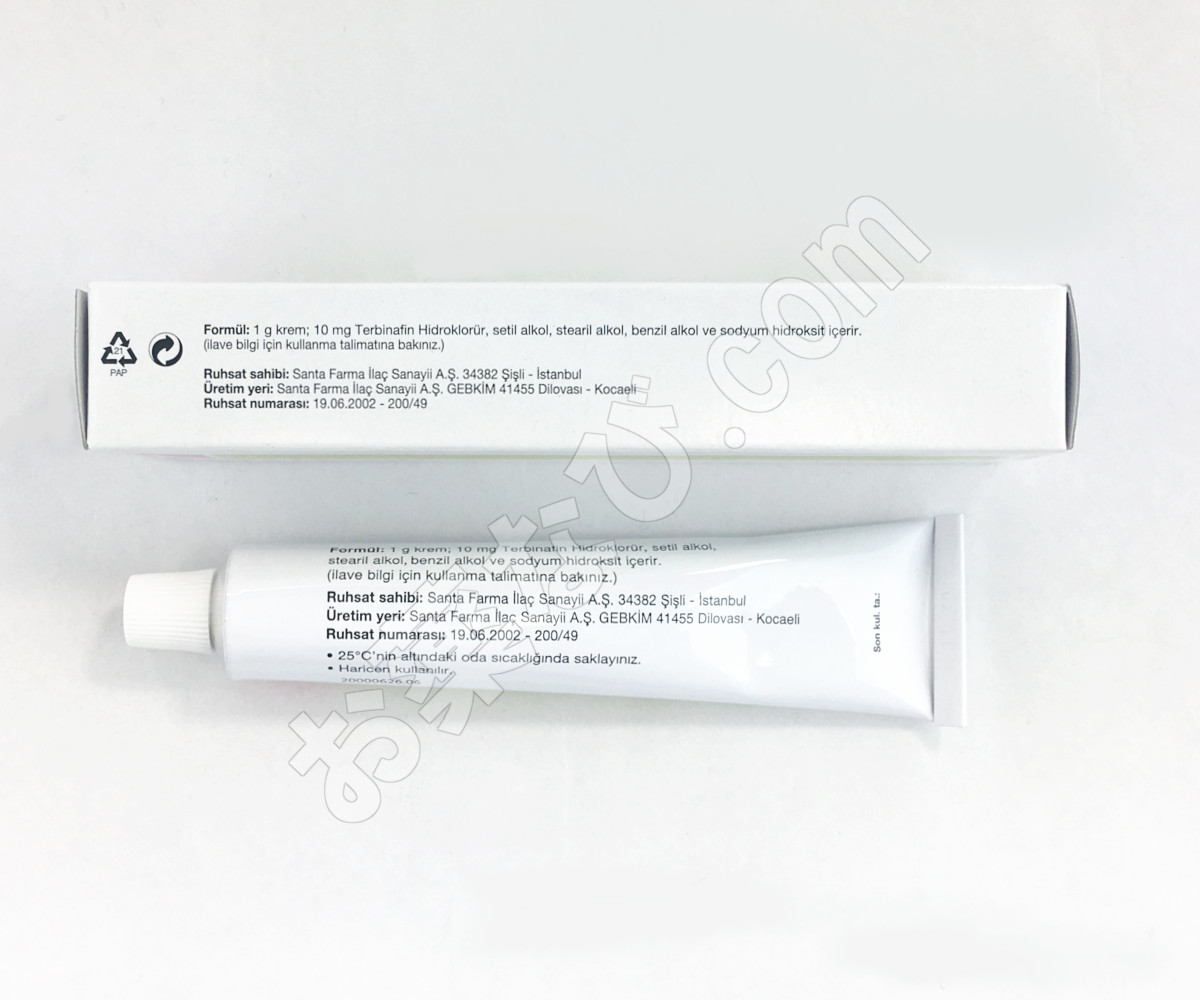 Formül: 1 g krem; 10 mg Terbinafin Hidroklorür, setil alkol, stearil alkol, benzil alkol ve sodyum hidroksit içerir.
(ilave bilgi için kullanma talimatına bakınız.)
21
PAP
Ruhsat sahibi: Santa Farma İlaç Sanayii A.Ş. 34382 Şişli - İstanbul
Üretim yeri: Santa Farma İlaç Sanayii A.Ş. GEBKİM 41455 Dilovası - Kocaeli
Ruhsat numarası: 19.06.2002 - 200/49
Formül: 1 g krem; 10 mg Terbinafin Hidroklorür, setil alkol,
stearil alkol, benzil alkol ve sodyum hidroksit içerir.
(ilave bilgi için kullanma talimatına bakınız.)
Ruhsat sahibi: Santa Farma İlaç Sanayii A.Ş. 34382 Şişli - İstanbul
Üretim yeri: Santa Farma İlaç Sanayii A.Ş. GEBKİM 41455 Dilovası - Kocaeli
Ruhsat numarası: 19.06.2002 - 200/49
• 25°C'nin altındaki oda sıcaklığında saklayınız.
• Haricen kullanılır.
Son kul. ta.:
お薬なび.com